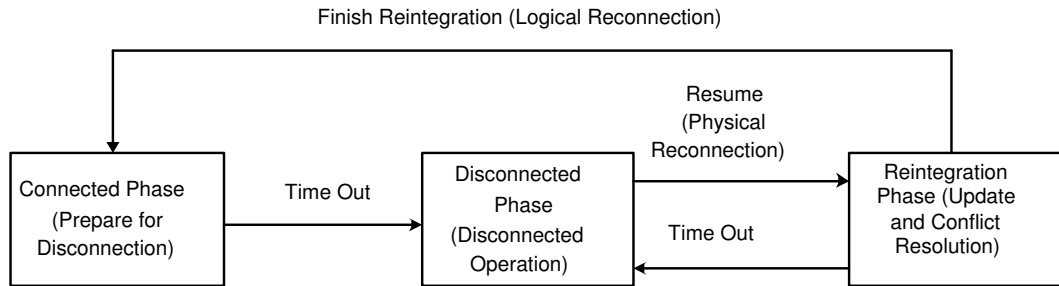 Finish Reintegration (Logical Reconnection)
Resume
(Physical
Reconnection)
Connected Phase
(Prepare for
Disconnection)
Time Out
Disconnected
Phase
(Disconnected
Operation)
Time Out
Reintegration
Phase (Update
and Conflict
Resolution)